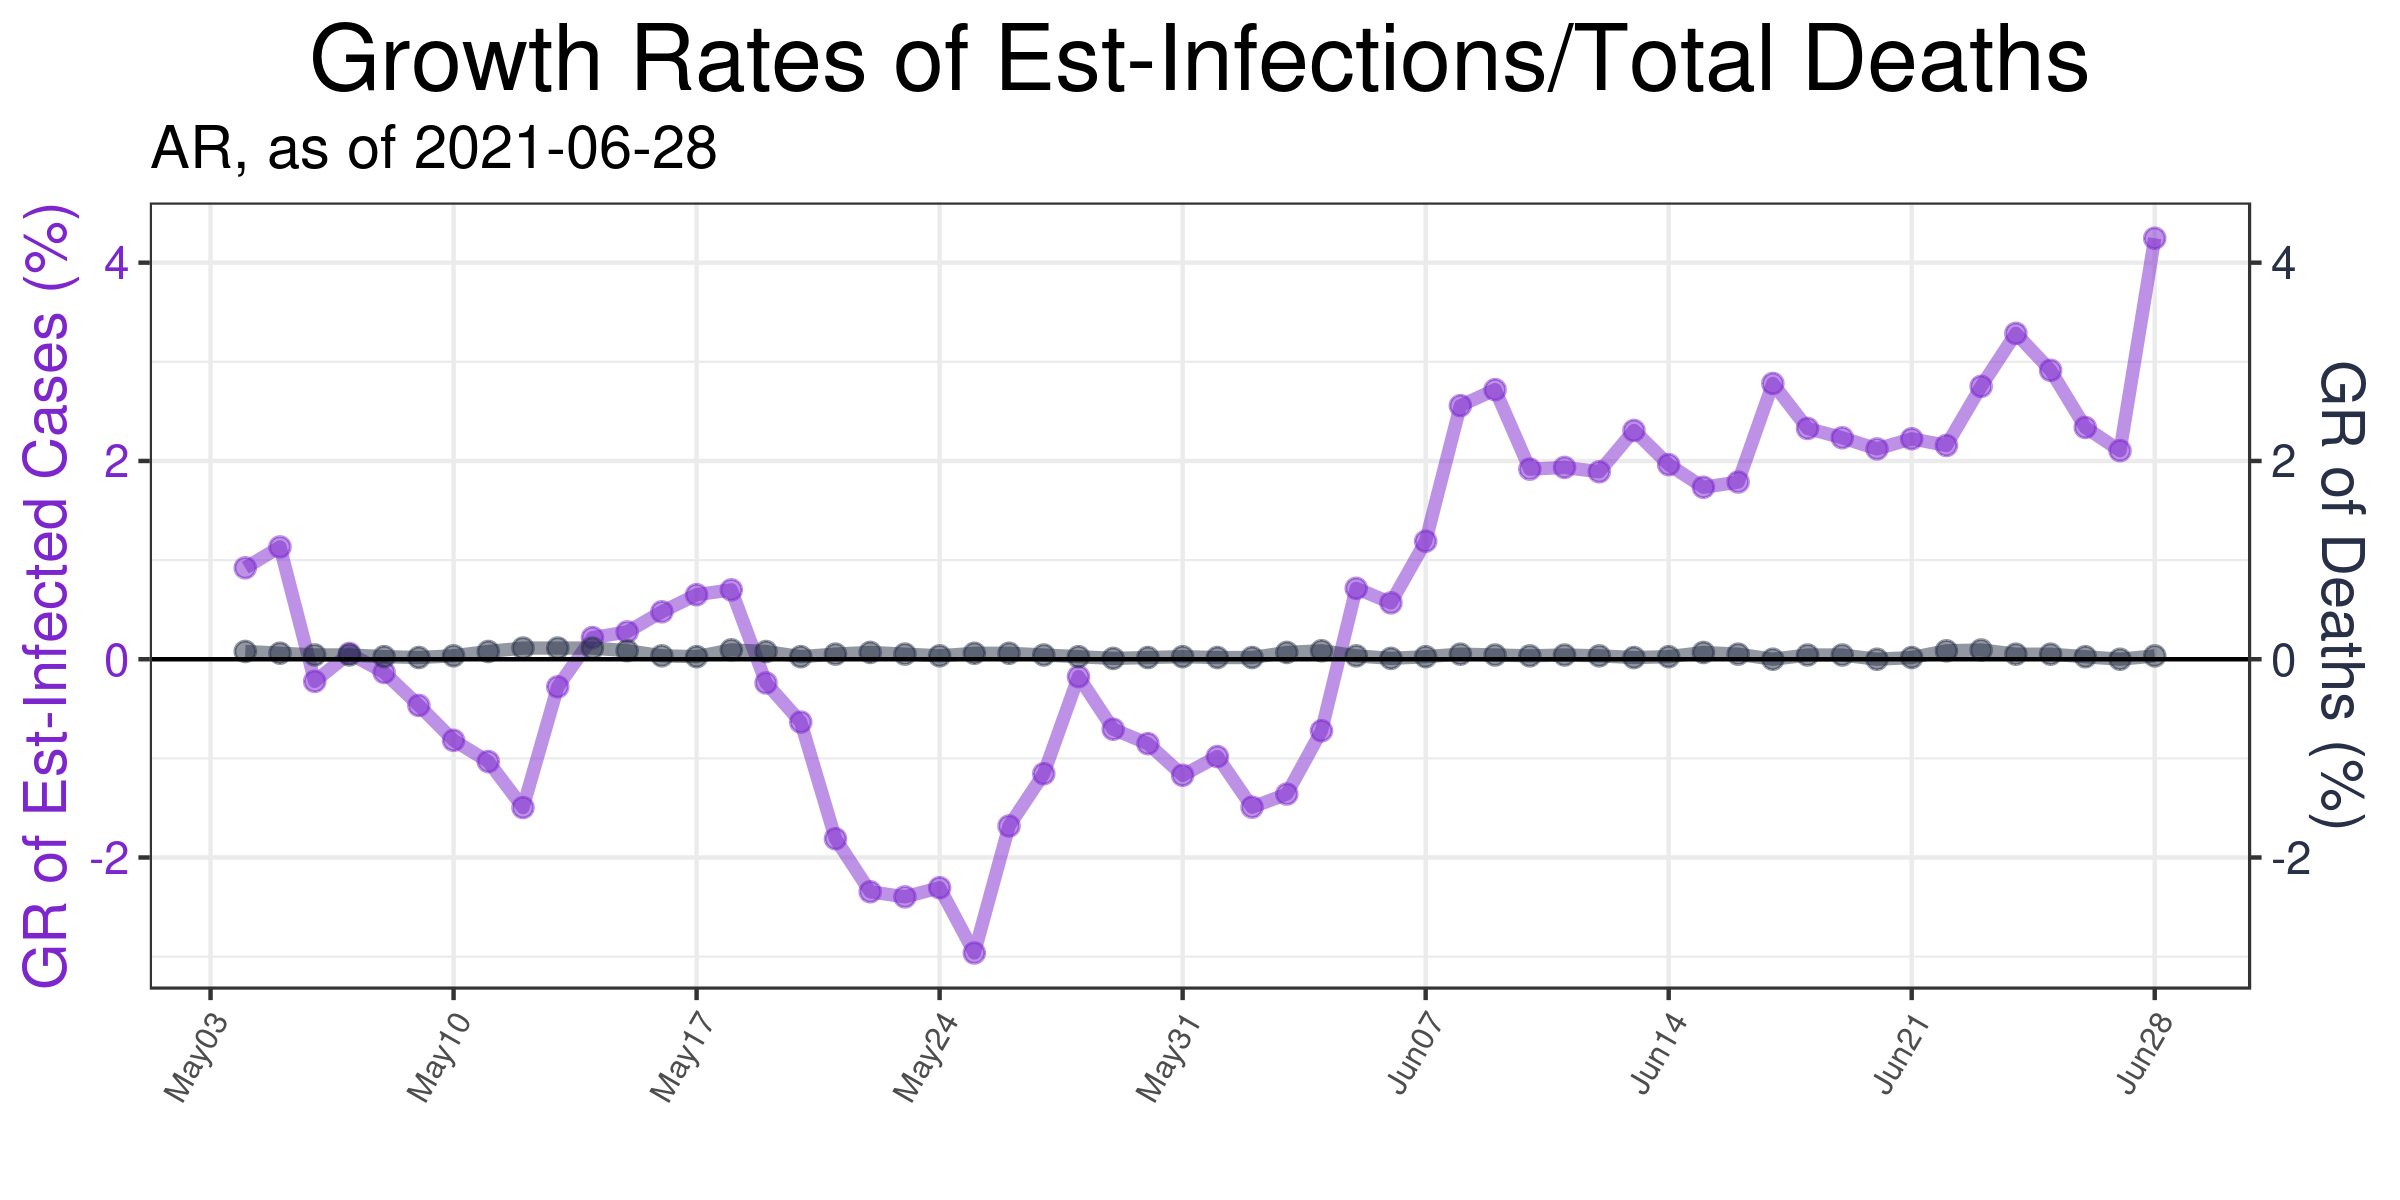 Growth Rates of Est-Infections/Total Deaths
AR, as of 2021-06-28
GR of Est-Infected Cases (%)
4
2
0
-2
4
2
0
-2
GR of Deaths (%)
May03
May10
May17
May24
May31
Jun07
Jun14
Jun21
Jun28